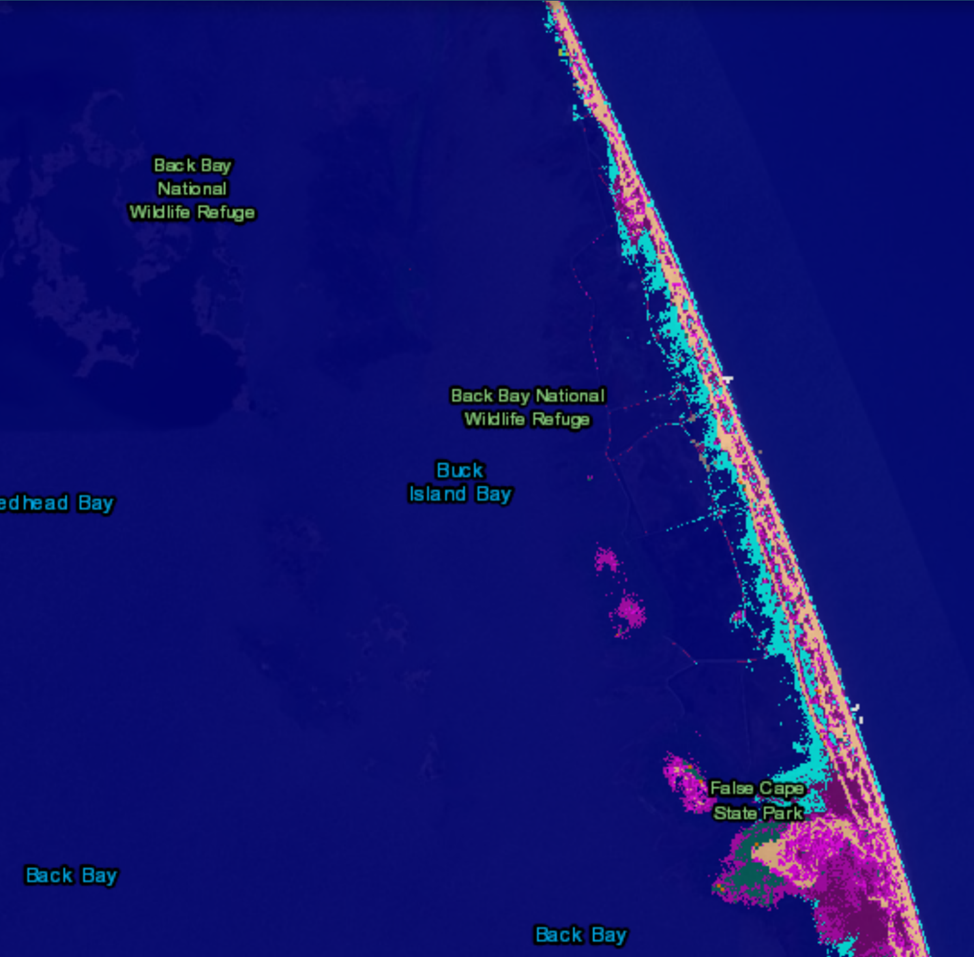 Back Bay
National
Wildlife Refuge
Back Bay National
Wildlife Refuge
Buck
Island Bay
edhead Bay
False Cape
State Park
Back Bay
Back Bay